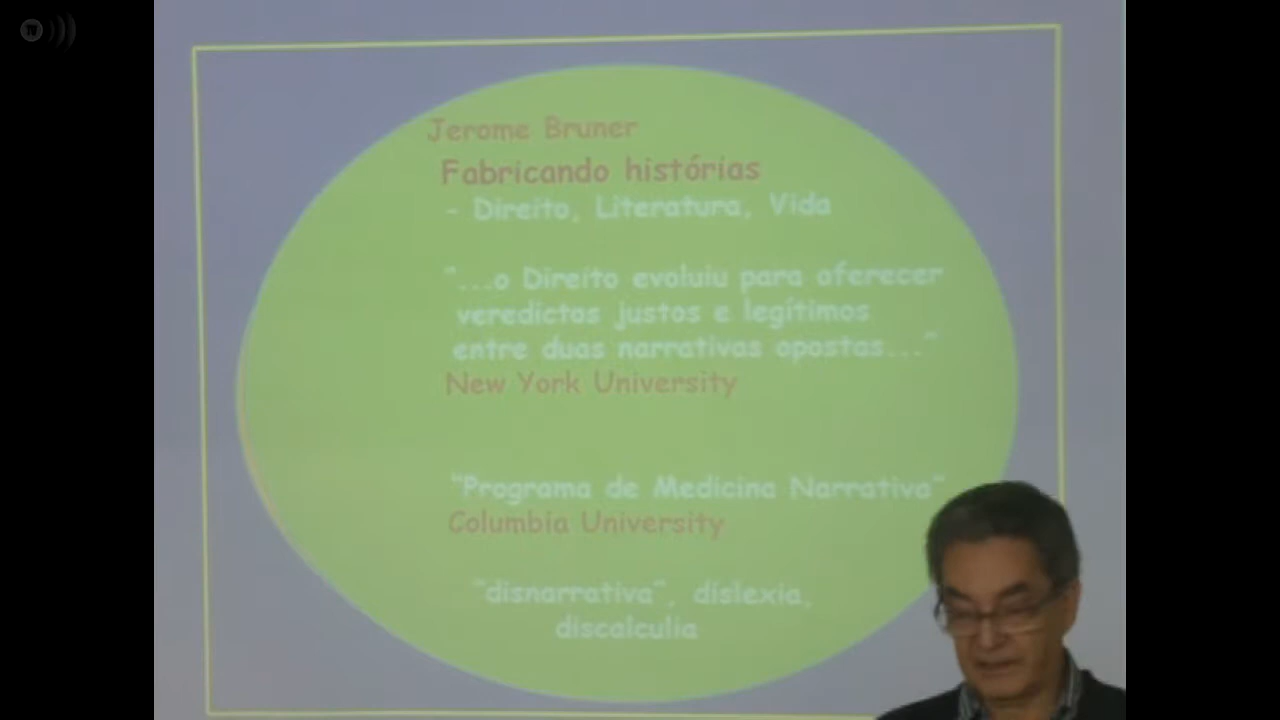 Jerome Bruner
Fabricando histórias
- Direito, Literatura, Vida
"...o Direito evoluiu para oferecer
veredictos justos e legítimos
entre duas narrativas opostas..."
New York University
"Programa de Medicina Narrativa"
Columbia University
"disnarrativa", dislexia,
discalculia